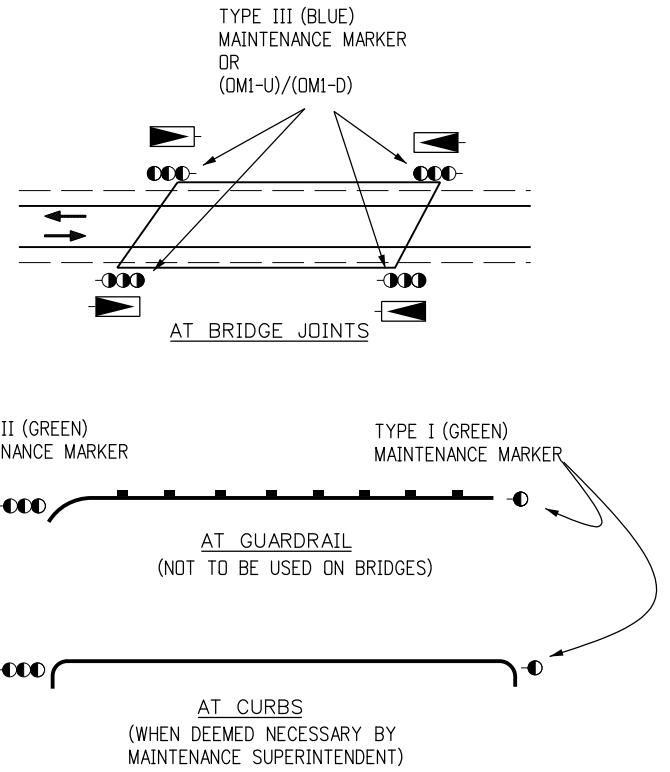 TYPE III (BLUE)
MAINTENANCE MARKER
OR
(OM1-U)/(OM1-D)
AT BRIDGE JOINTS
II (GREEN)
NANCE MARKER
TYPE I (GREEN)
MAINTENANCE MARKER
AT GUARDRAIL
(NOT TO BE USED ON BRIDGES)
AT CURBS
(WHEN DEEMED NECESSARY BY
MAINTENANCE SUPERINTENDENT)